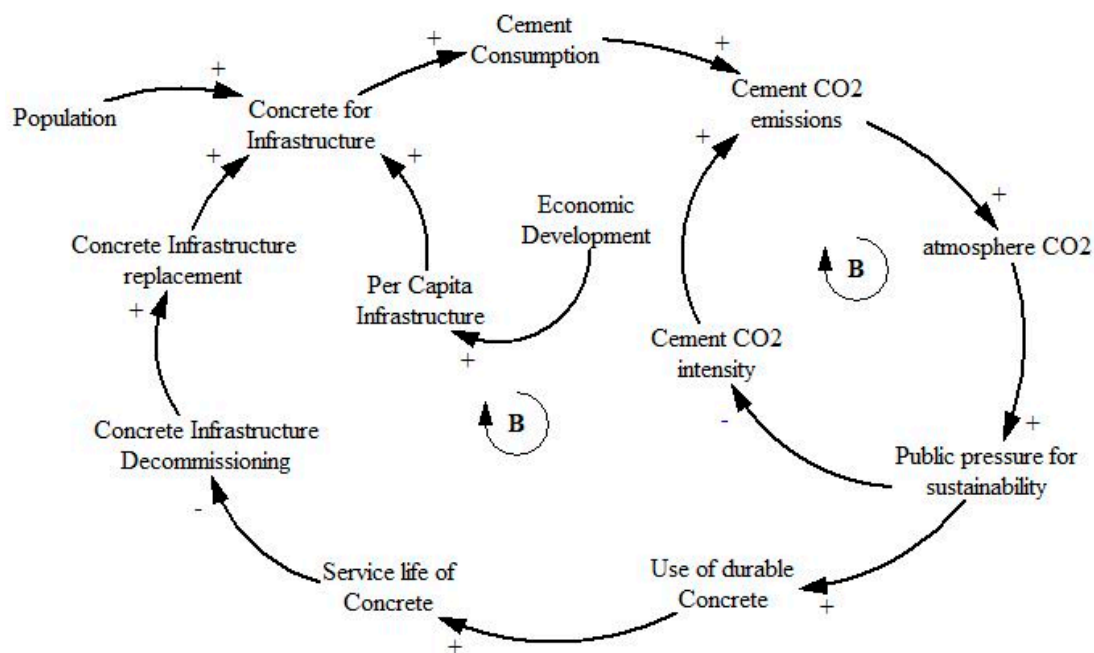 Cement
Consumption
+
+
+
Population
Concrete for
Infrastructure
Cement CO2
emissions
+
+
+
+
Economic
Development
Concrete Infrastructure
replacement
B
atmosphere CO2
Per Capita
Infrastructure
+
+
Cement CO2
intensity
B
-
+
Concrete Infrastructure
Decommissioning
Public pressure for
sustainability
-
Service life of
Concrete
Use of durable
Concrete
+
+